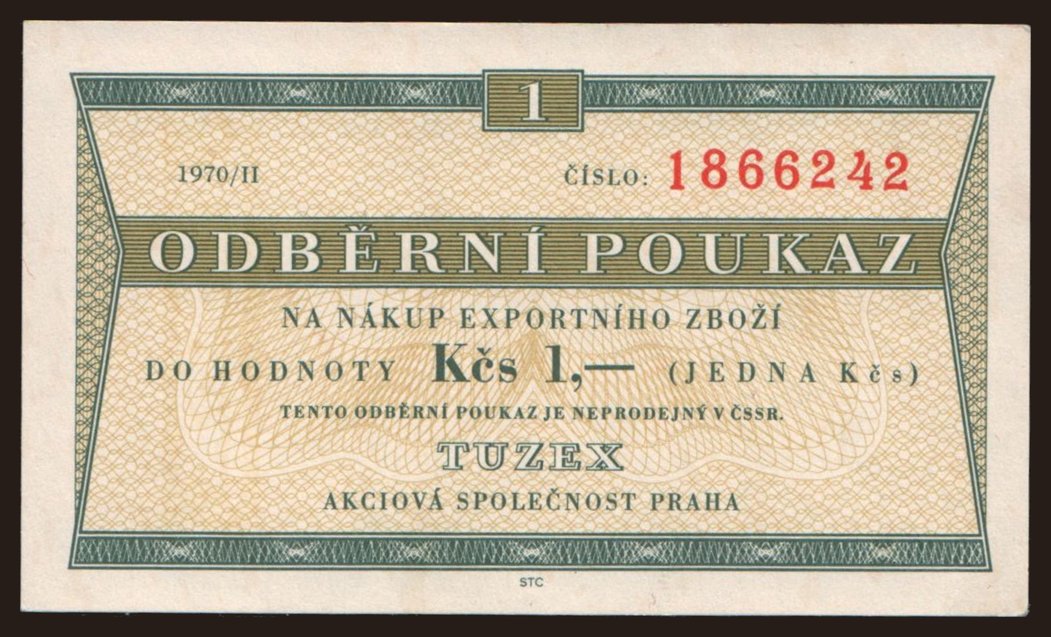 1
1970/II ČÍSLO: 1866242
ODBĚRNÍ POUKAZ
NA NÁKUP EXPORTNÍHO ZBOŽÍ
DO HODNOTY Kčs 1,— (JEDNA Kčs)
TENTO ODBĚRNÍ POUKAZ JE NEPRODEJNÝ V ČSSR.
TUZEX
AKCIOVÁ SPOLEČNOST PRAHA
STC